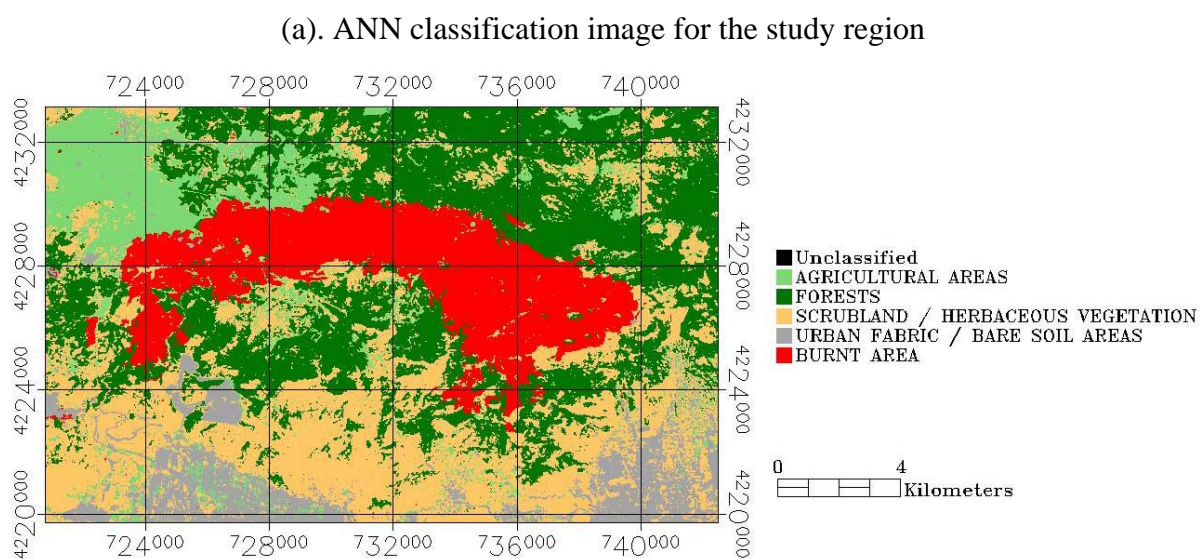 (a). ANN classification image for the study region
724000 728000 732000 736000 740000
4232000 4232000
4228000 4228000
4224000 4224000
4220000 4220000
724000 728000 732000 736000 740000
Unclassified
AGRICULTURAL AREAS
FORESTS
SCRUBLAND / HERBACEOUS VEGETATION
URBAN FABRIC / BARE SOIL AREAS
BURNT AREA
0 4
Kilometers